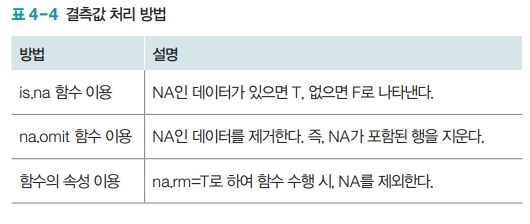 표 4-4 결측값 처리 방법
방법 설명
is.na 함수 이용 NA인 데이터가 있으면 T, 없으면 F로 나타낸다.
na.omit 함수 이용 NA인 데이터를 제거한다. 즉, NA가 포함된 행을 지운다.
함수의 속성 이용 na.rm=T로 하여 함수 수행 시, NA를 제외한다.